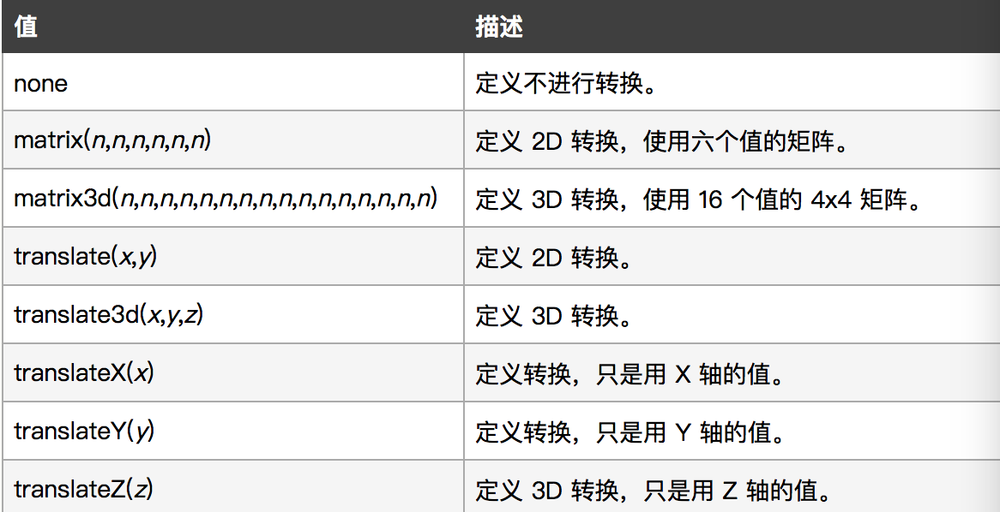 值 描述
none 定义不进行转换。
matrix(n,n,n,n,n,n) 定义 2D 转换，使用六个值的矩阵。
matrix3d(n,n,n,n,n,n,n,n,n,n,n,n,n,n,n,n) 定义 3D 转换，使用 16 个值的 4x4 矩阵。
translate(x,y) 定义 2D 转换。
translate3d(x,y,z) 定义 3D 转换。
translateX(x) 定义转换，只是用 X 轴的值。
translateY(y) 定义转换，只是用 Y 轴的值。
translateZ(z) 定义 3D 转换，只是用 Z 轴的值。